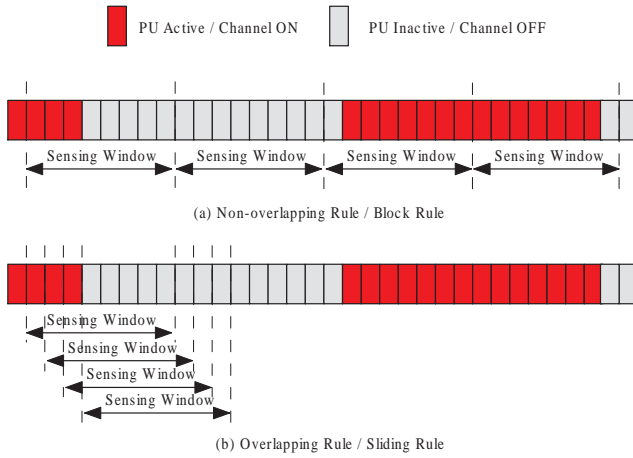 PU Active / Channel ON
PU Inactive / Channel OFF
Sensing Window
Sensing Window
Sensing Window
Sensing Window
(a) Non-overlapping Rule / Block Rule
Sensing Window
Sensing Window
Sensing Window
Sensing Window
(b) Overlapping Rule / Sliding Rule